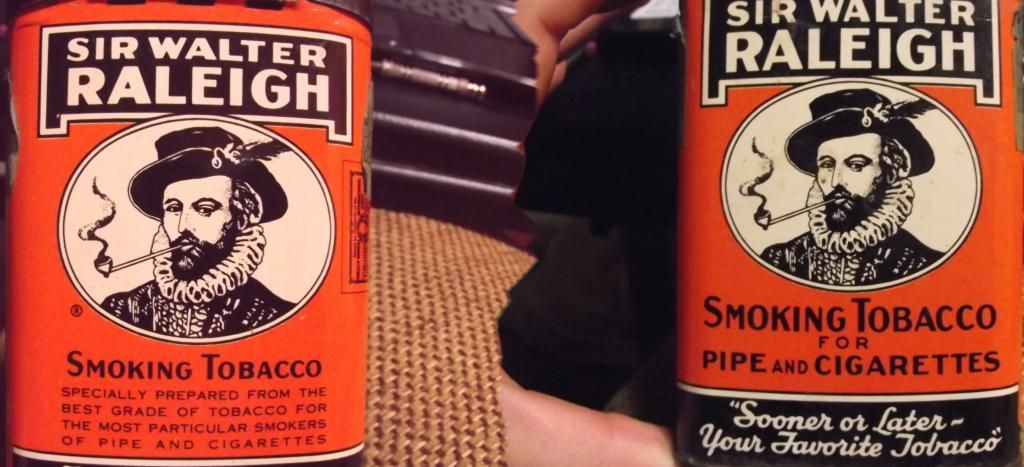 SIR WALTER
RALEIGH
®
SMOKING TOBACCO
SPECIALLY PREPARED FROM THE
BEST GRADE OF TOBACCO FOR
THE MOST PARTICULAR SMOKERS
OF PIPE AND CIGARETTES
SIR WALTER
RALEIGH
SMOKING TOBACCO
FOR
PIPE AND CIGARETTES
"Sooner or Later-
Your Favorite Tobacco"